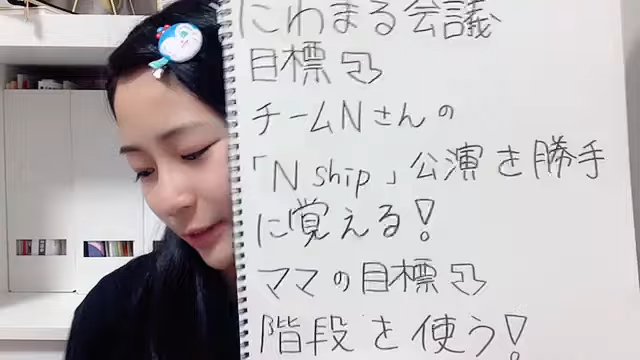 にわまる会議
目標
チームNさんの
「N ship」公演を勝手
に覚える!
ママの目標
階段を使う!